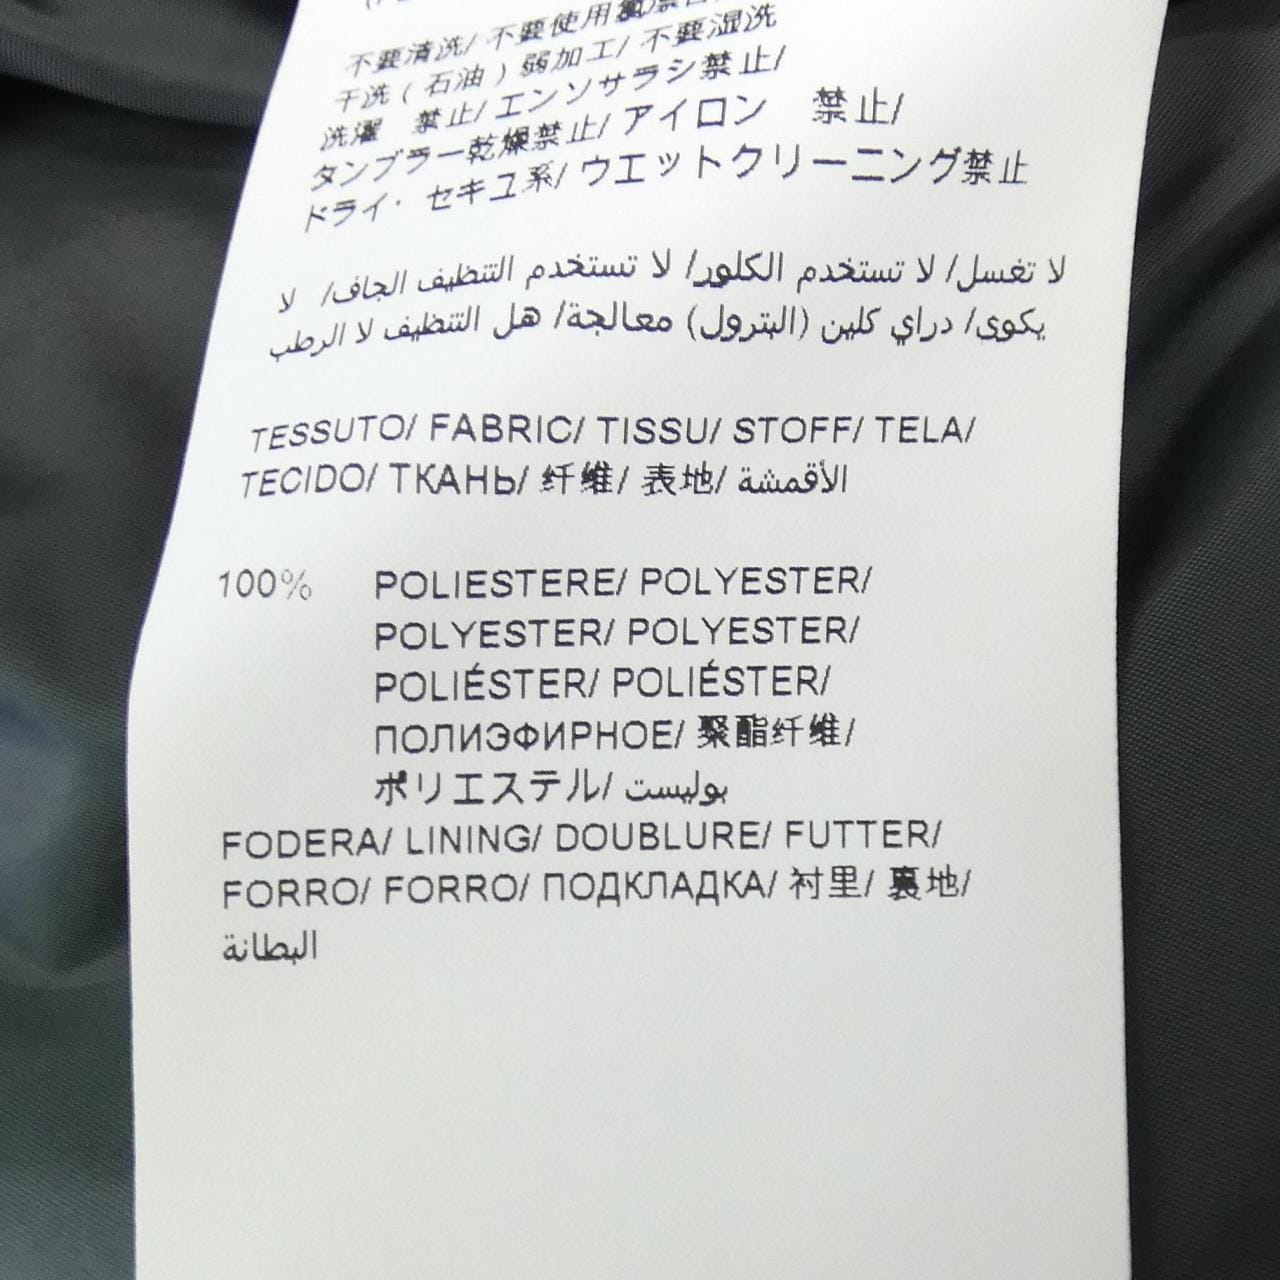 不要清洗/ 不要使用氯漂白
干洗 ( 石油 ) 弱加工/ 不要湿洗
洗濯 禁止/ エンソサラシ禁止/
タンブラー乾燥禁止/ アイロン 禁止/
ドライ・ セキユ系/ ウエットクリーニング禁止
لا تغسل/ لا تستخدم الكلور/ لا تستخدم التنظيف الجاف/ لا
يكوى/ دراي كلين (البترول) معالجة/ هل التنظيف لا الرطب
TESSUTO/ FABRIC/ TISSU/ STOFF/ TELA/
TECIDO/ ТКАНЬ/ 纤维/ 表地/ الأقمشة
100% POLIESTERE/ POLYESTER/
POLYESTER/ POLYESTER/
POLIÉSTER/ POLIÉSTER/
ПОЛИЭФИРНОЕ/ 聚酯纤维/
ポリエステル/ بوليست
FODERA/ LINING/ DOUBLURE/ FUTTER/
FORRO/ FORRO/ ПОДКЛАДКА/ 衬里/ 裏地/
البطانة